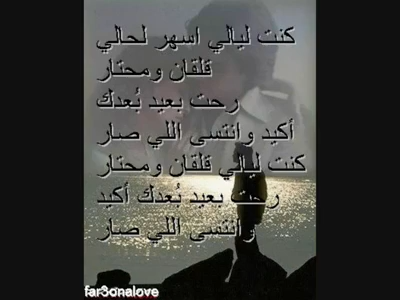 كنت ليالي اسهر لحالي
قلقان ومحتار
رحت بعيد بُعدك
أكيد وانتسى اللي صار
كنت ليالي قلقان ومحتار
رحت بعيد بُعدك أكيد
وانتسى اللي صار
far3onalove